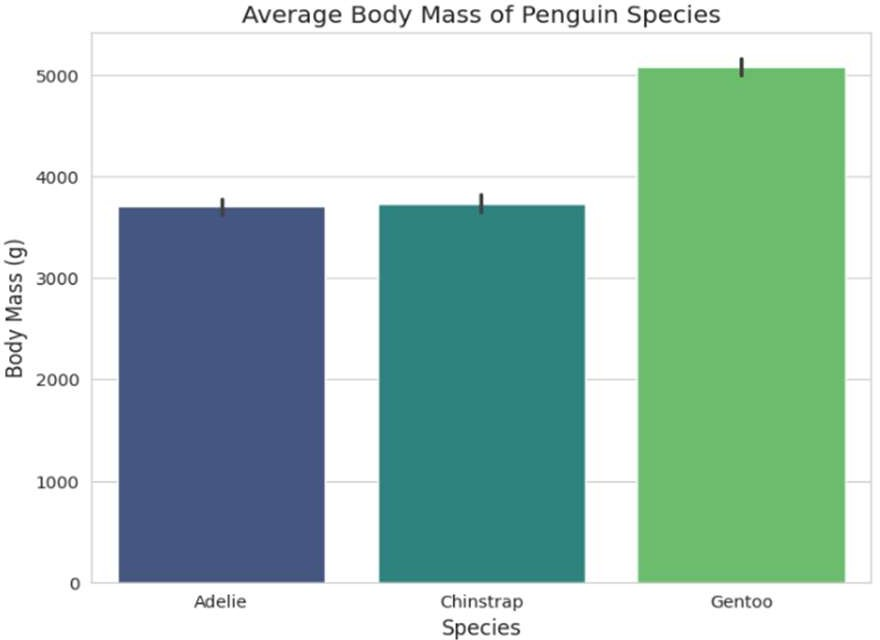 Average Body Mass of Penguin Species
Body Mass (g)
5000
4000
3000
2000
1000
0
Adelie Chinstrap Gentoo
Species